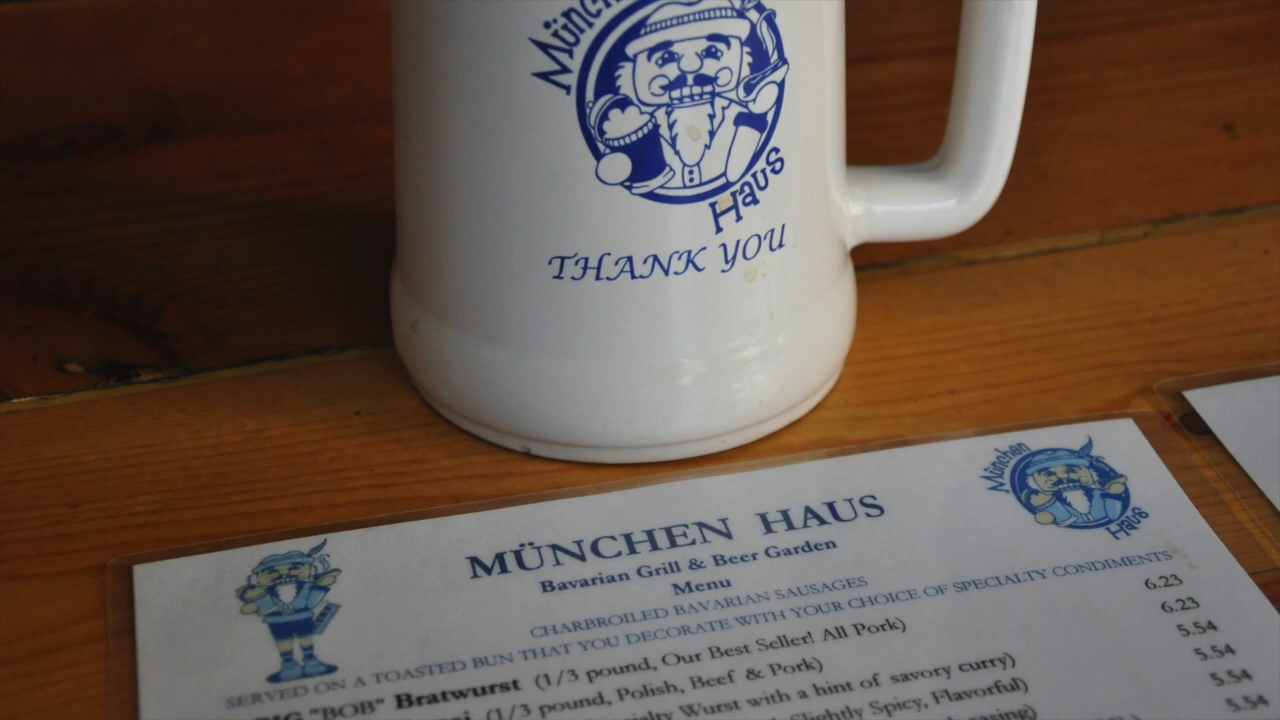 München
Haus
THANK YOU
München
Haus
MÜNCHEN HAUS
Bavarian Grill & Beer Garden
Menu
CHARBROILED BAVARIAN SAUSAGES
SERVED ON A TOASTED BUN THAT YOU DECORATE WITH YOUR CHOICE OF SPECIALTY CONDIMENTS
"BOB" Bratwurst (1/3 pound, Our Best Seller! All Pork) 6.23
(1/3 pound, Polish, Beef & Pork) 6.23
Wurst with a hint of savory curry) 5.54
Slightly Spicy, Flavorful) 5.54
casing) 5.54
5.54